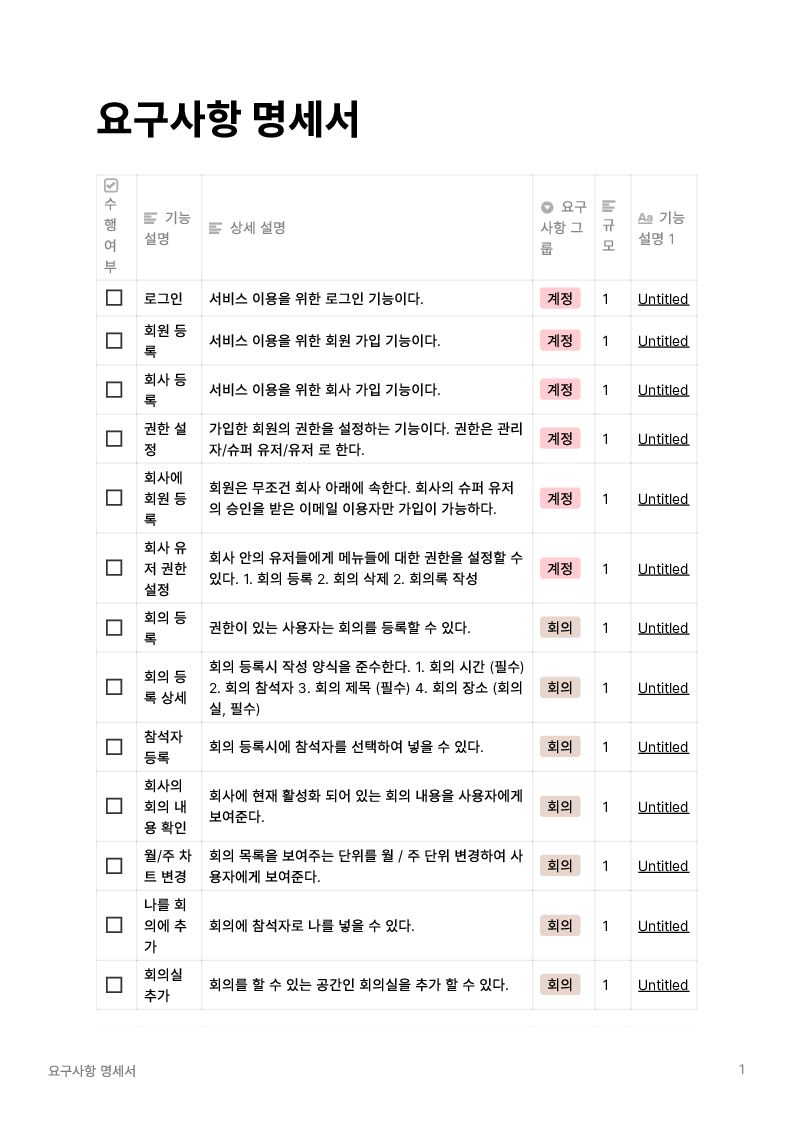 요구사항 명세서
수
행
여
부
기능
설명
상세 설명
요구
사항 그
룹
규
모
Aa 기능
설명 1
로그인
서비스 이용을 위한 로그인 기능이다.
계정
1
Untitled
회원 등
록
서비스 이용을 위한 회원 가입 기능이다.
계정
1
Untitled
회사 등
록
서비스 이용을 위한 회사 가입 기능이다.
계정
1
Untitled
권한 설
정
가입한 회원의 권한을 설정하는 기능이다. 권한은 관리
자/슈퍼 유저/유저 로 한다.
계정
1
Untitled
회사에
회원 등
록
회원은 무조건 회사 아래에 속한다. 회사의 슈퍼 유저
의 승인을 받은 이메일 이용자만 가입이 가능하다.
계정
1
Untitled
회사 유
저 권한
설정
회사 안의 유저들에게 메뉴들에 대한 권한을 설정할 수
있다. 1. 회의 등록 2. 회의 삭제 2. 회의록 작성
계정
1
Untitled
회의 등
록
권한이 있는 사용자는 회의를 등록할 수 있다.
회의
1
Untitled
회의 등
록 상세
회의 등록시 작성 양식을 준수한다. 1. 회의 시간 (필수)
2. 회의 참석자 3. 회의 제목 (필수) 4. 회의 장소 (회의
실, 필수)
회의
1
Untitled
참석자
등록
회의 등록시에 참석자를 선택하여 넣을 수 있다.
회의
1
Untitled
회사의
회의 내
용 확인
회사에 현재 활성화 되어 있는 회의 내용을 사용자에게
보여준다.
회의
1
Untitled
월/주 차
트 변경
회의 목록을 보여주는 단위를 월 / 주 단위 변경하여 사
용자에게 보여준다.
회의
1
Untitled
나를 회
의에 추
가
회의에 참석자로 나를 넣을 수 있다.
회의
1
Untitled
회의실
추가
회의를 할 수 있는 공간인 회의실을 추가 할 수 있다.
회의
1
Untitled
요구사항 명세서
1